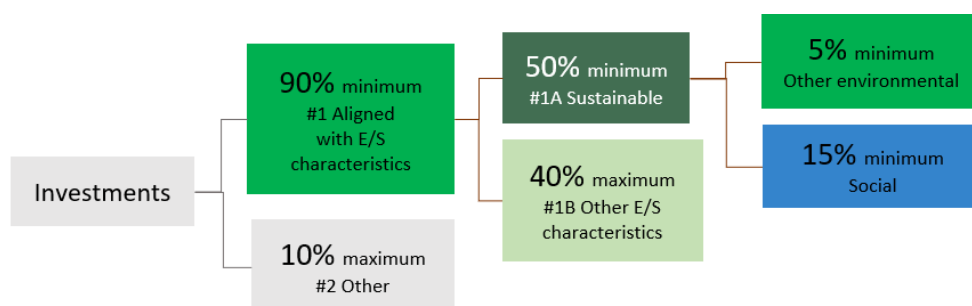 Investments
90% minimum
#1 Aligned
with E/S
characteristics
10% maximum
#2 Other
50% minimum
#1A Sustainable
40% maximum
#1B Other E/S
characteristics
5% minimum
Other environmental
15% minimum
Social